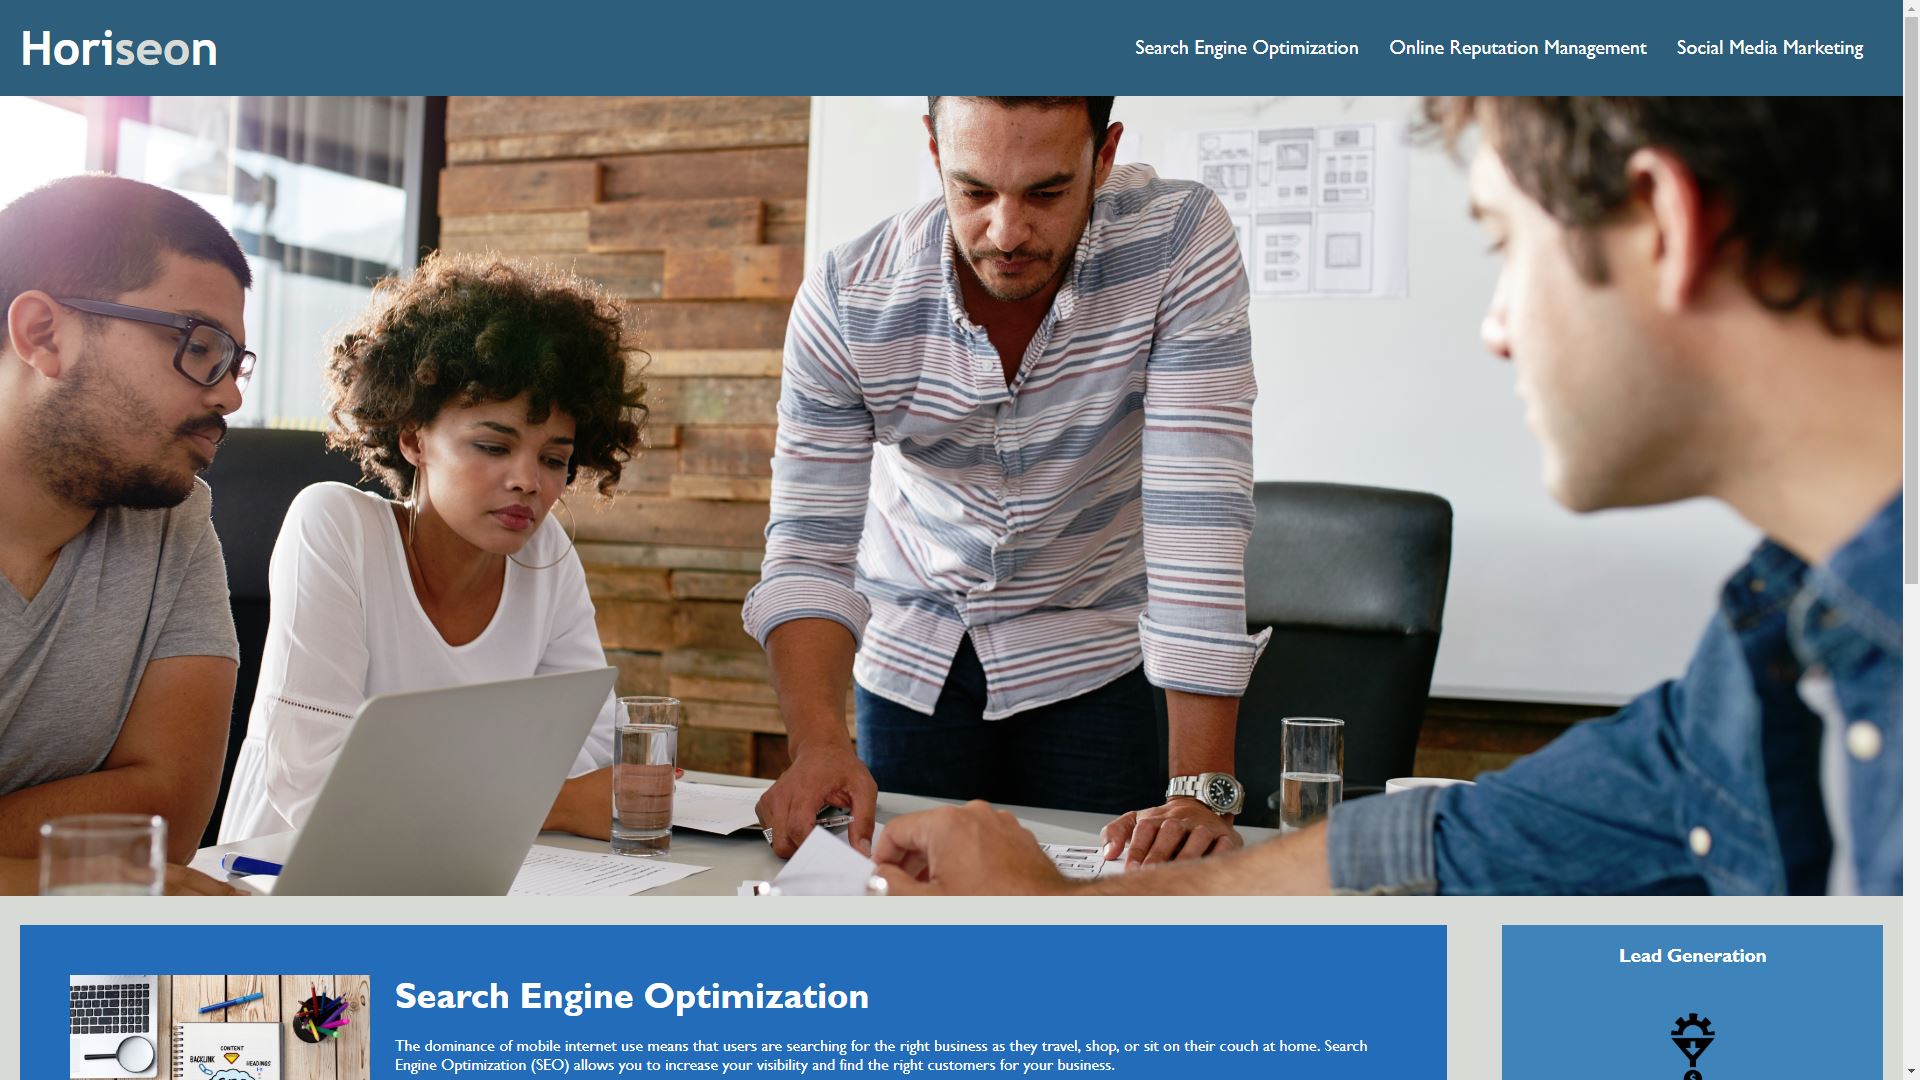 Horiseon
Search Engine Optimization
Online Reputation Management
Social Media Marketing
Search Engine Optimization
The dominance of mobile internet use means that users are searching for the right business as they travel, shop, or sit on their couch at home. Search
Engine Optimization (SEO) allows you to increase your visibility and find the right customers for your business.
CONTENT
BACKLINK
HEADINGS
Lead Generation